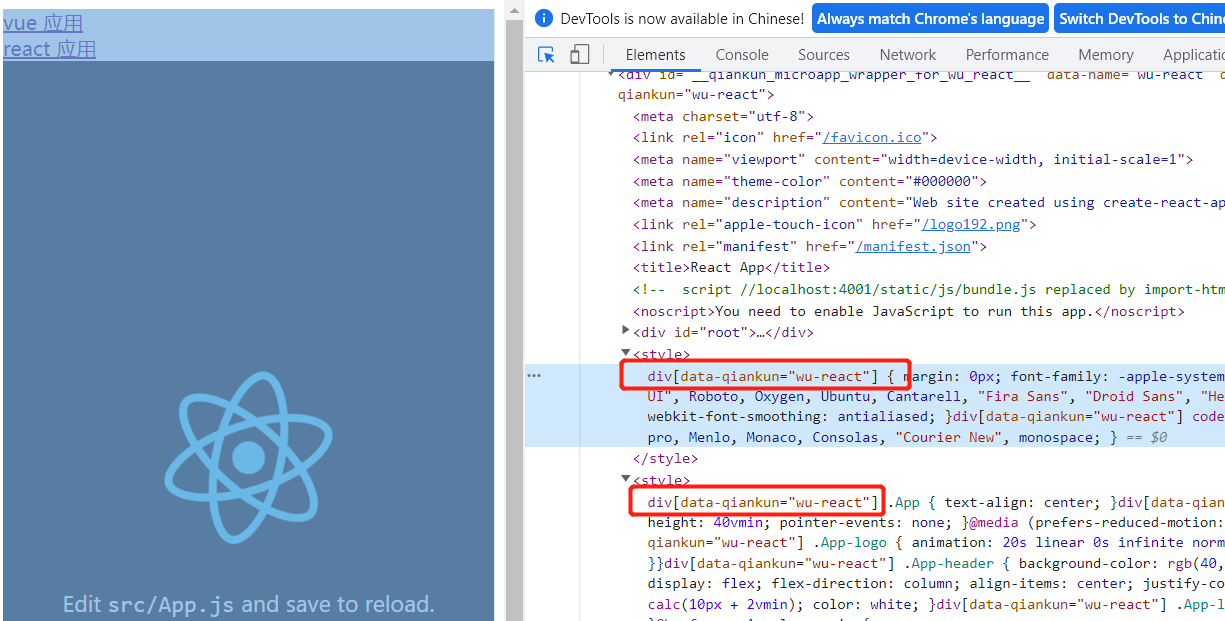 vue 应用
react 应用
Edit src/App.js and save to reload.
DevTools is now available in Chinese! Always match Chrome's language Switch DevTools to Chin
Elements Console Sources Network Performance Memory Applicatio
<div id="__qiankun_microapp_wrapper_for_wu_react__" data-name="wu-react"
qiankun="wu-react">
<meta charset="utf-8">
<link rel="icon" href="/favicon.ico">
<meta name="viewport" content="width=device-width, initial-scale=1">
<meta name="theme-color" content="#000000">
<meta name="description" content="Web site created using create-react-ap
<link rel="apple-touch-icon" href="/logo192.png">
<link rel="manifest" href="/manifest.json">
<title>React App</title>
<!-- script //localhost:4001/static/js/bundle.js replaced by import-htm
<noscript>You need to enable JavaScript to run this app.</noscript>
<div id="root">…</div>
<style>
div[data-qiankun="wu-react"] { margin: 0px; font-family: -apple-system
UI", Roboto, Oxygen, Ubuntu, Cantarell, "Fira Sans", "Droid Sans", "He
webkit-font-smoothing: antialiased; }div[data-qiankun="wu-react"] code
pro, Menlo, Monaco, Consolas, "Courier New", monospace; } == $0
</style>
<style>
div[data-qiankun="wu-react"] .App { text-align: center; }div[data-qian
height: 40vmin; pointer-events: none; }@media (prefers-reduced-motion:
qiankun="wu-react"] .App-logo { animation: 20s linear 0s infinite norm
}}div[data-qiankun="wu-react"] .App-header { background-color: rgb(40,
display: flex; flex-direction: column; align-items: center; justify-co
calc(10px + 2vmin); color: white; }div[data-qiankun="wu-react"] .App-l